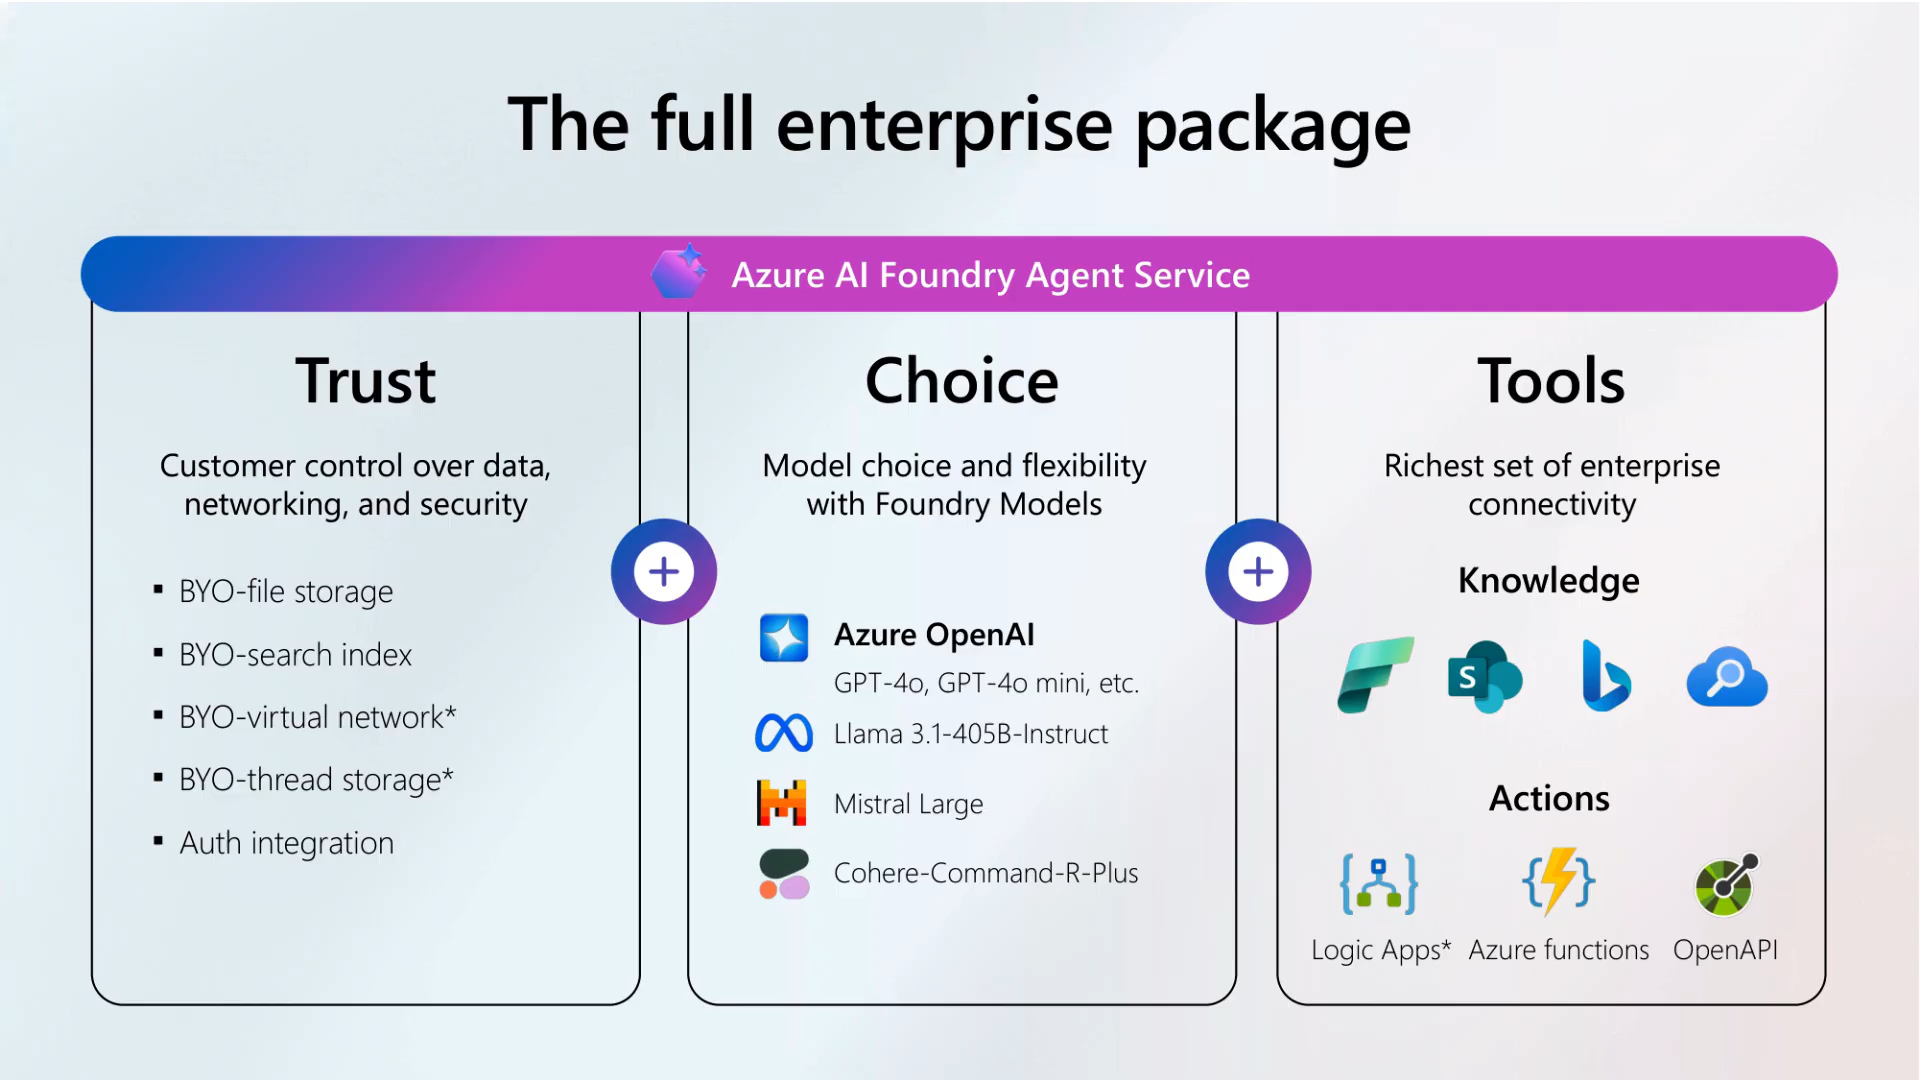 The full enterprise package
Azure AI Foundry Agent Service
Trust
Customer control over data,
networking, and security
▪ BYO-file storage
▪ BYO-search index
▪ BYO-virtual network*
▪ BYO-thread storage*
▪ Auth integration
Choice
Model choice and flexibility
with Foundry Models
Azure OpenAI
GPT-4o, GPT-4o mini, etc.
Llama 3.1-405B-Instruct
Mistral Large
Cohere-Command-R-Plus
Tools
Richest set of enterprise
connectivity
Knowledge
S
Actions
Logic Apps* Azure functions OpenAPI